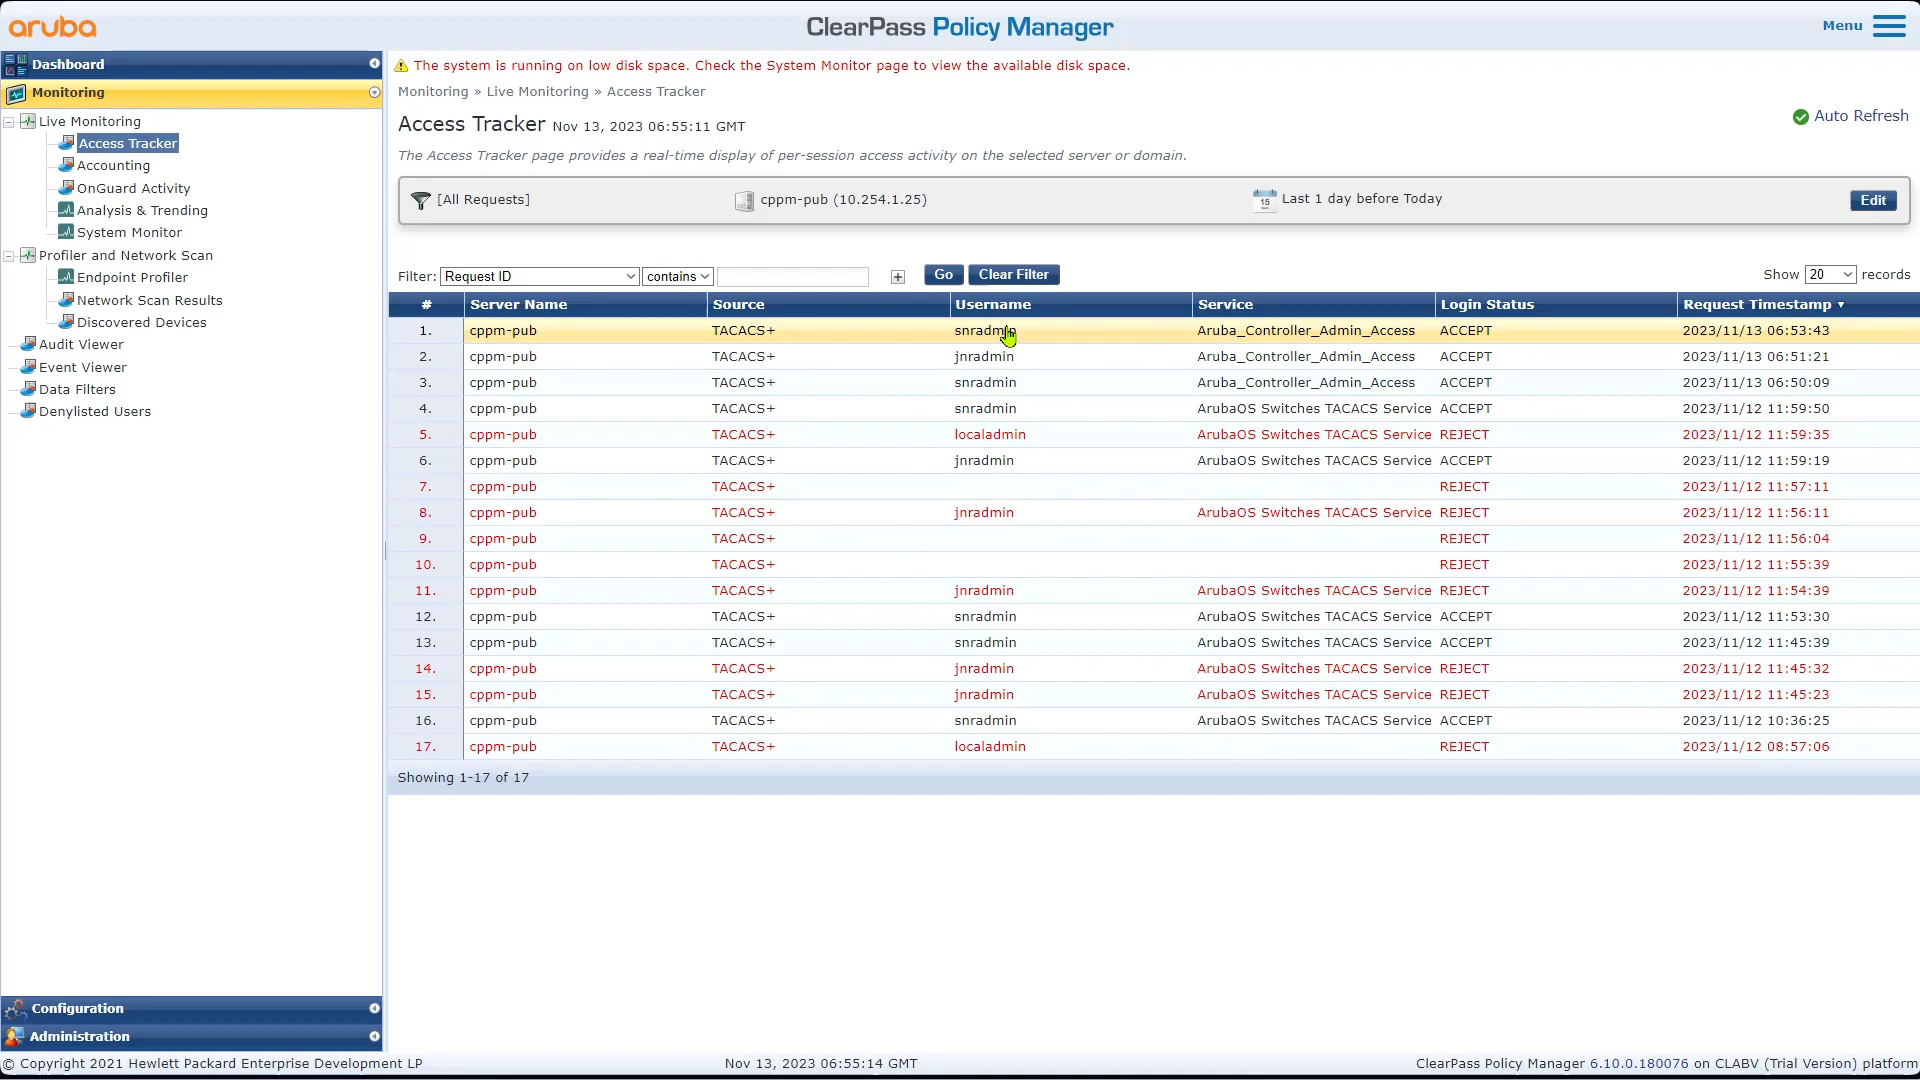 aruba
ClearPass Policy Manager
Menu
Dashboard
Monitoring
Live Monitoring
Access Tracker
Accounting
OnGuard Activity
Analysis & Trending
System Monitor
Profiler and Network Scan
Endpoint Profiler
Network Scan Results
Discovered Devices
Audit Viewer
Event Viewer
Data Filters
Denylisted Users
Configuration
Administration
The system is running on low disk space. Check the System Monitor page to view the available disk space.
Monitoring » Live Monitoring » Access Tracker
Access Tracker Nov 13, 2023 06:55:11 GMT
Auto Refresh
The Access Tracker page provides a real-time display of per-session access activity on the selected server or domain.
[All Requests] cppm-pub (10.254.1.25) 15 Last 1 day before Today Edit
Filter: Request ID contains + Go Clear Filter Show 20 records
# Server Name Source Username Service Login Status Request Timestamp ▼
1. cppm-pub TACACS+ snradmin Aruba_Controller_Admin_Access ACCEPT 2023/11/13 06:53:43
2. cppm-pub TACACS+ jnradmin Aruba_Controller_Admin_Access ACCEPT 2023/11/13 06:51:21
3. cppm-pub TACACS+ snradmin Aruba_Controller_Admin_Access ACCEPT 2023/11/13 06:50:09
4. cppm-pub TACACS+ snradmin ArubaOS Switches TACACS Service ACCEPT 2023/11/12 11:59:50
5. cppm-pub TACACS+ localadmin ArubaOS Switches TACACS Service REJECT 2023/11/12 11:59:35
6. cppm-pub TACACS+ jnradmin ArubaOS Switches TACACS Service ACCEPT 2023/11/12 11:59:19
7. cppm-pub TACACS+ REJECT 2023/11/12 11:57:11
8. cppm-pub TACACS+ jnradmin ArubaOS Switches TACACS Service REJECT 2023/11/12 11:56:11
9. cppm-pub TACACS+ REJECT 2023/11/12 11:56:04
10. cppm-pub TACACS+ REJECT 2023/11/12 11:55:39
11. cppm-pub TACACS+ jnradmin ArubaOS Switches TACACS Service REJECT 2023/11/12 11:54:39
12. cppm-pub TACACS+ snradmin ArubaOS Switches TACACS Service ACCEPT 2023/11/12 11:53:30
13. cppm-pub TACACS+ snradmin ArubaOS Switches TACACS Service ACCEPT 2023/11/12 11:45:39
14. cppm-pub TACACS+ jnradmin ArubaOS Switches TACACS Service REJECT 2023/11/12 11:45:32
15. cppm-pub TACACS+ jnradmin ArubaOS Switches TACACS Service REJECT 2023/11/12 11:45:23
16. cppm-pub TACACS+ snradmin ArubaOS Switches TACACS Service ACCEPT 2023/11/12 10:36:25
17. cppm-pub TACACS+ localadmin REJECT 2023/11/12 08:57:06
Showing 1-17 of 17
© Copyright 2021 Hewlett Packard Enterprise Development LP Nov 13, 2023 06:55:14 GMT ClearPass Policy Manager 6.10.0.180076 on CLABV (Trial Version) platform